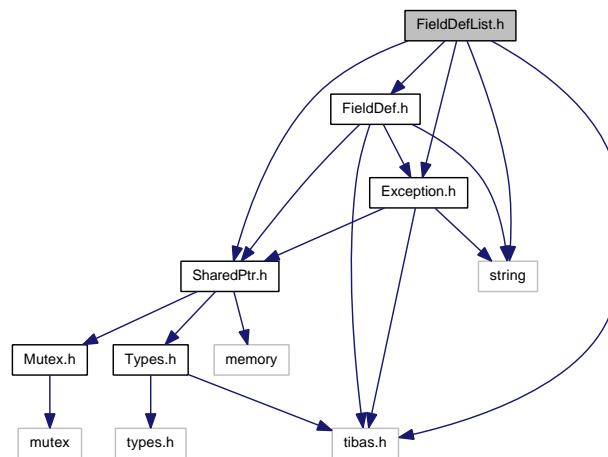 FieldDefList.h
FieldDef.h
Exception.h
SharedPtr.h
string
Mutex.h
Types.h
memory
mutex
types.h
tibas.h